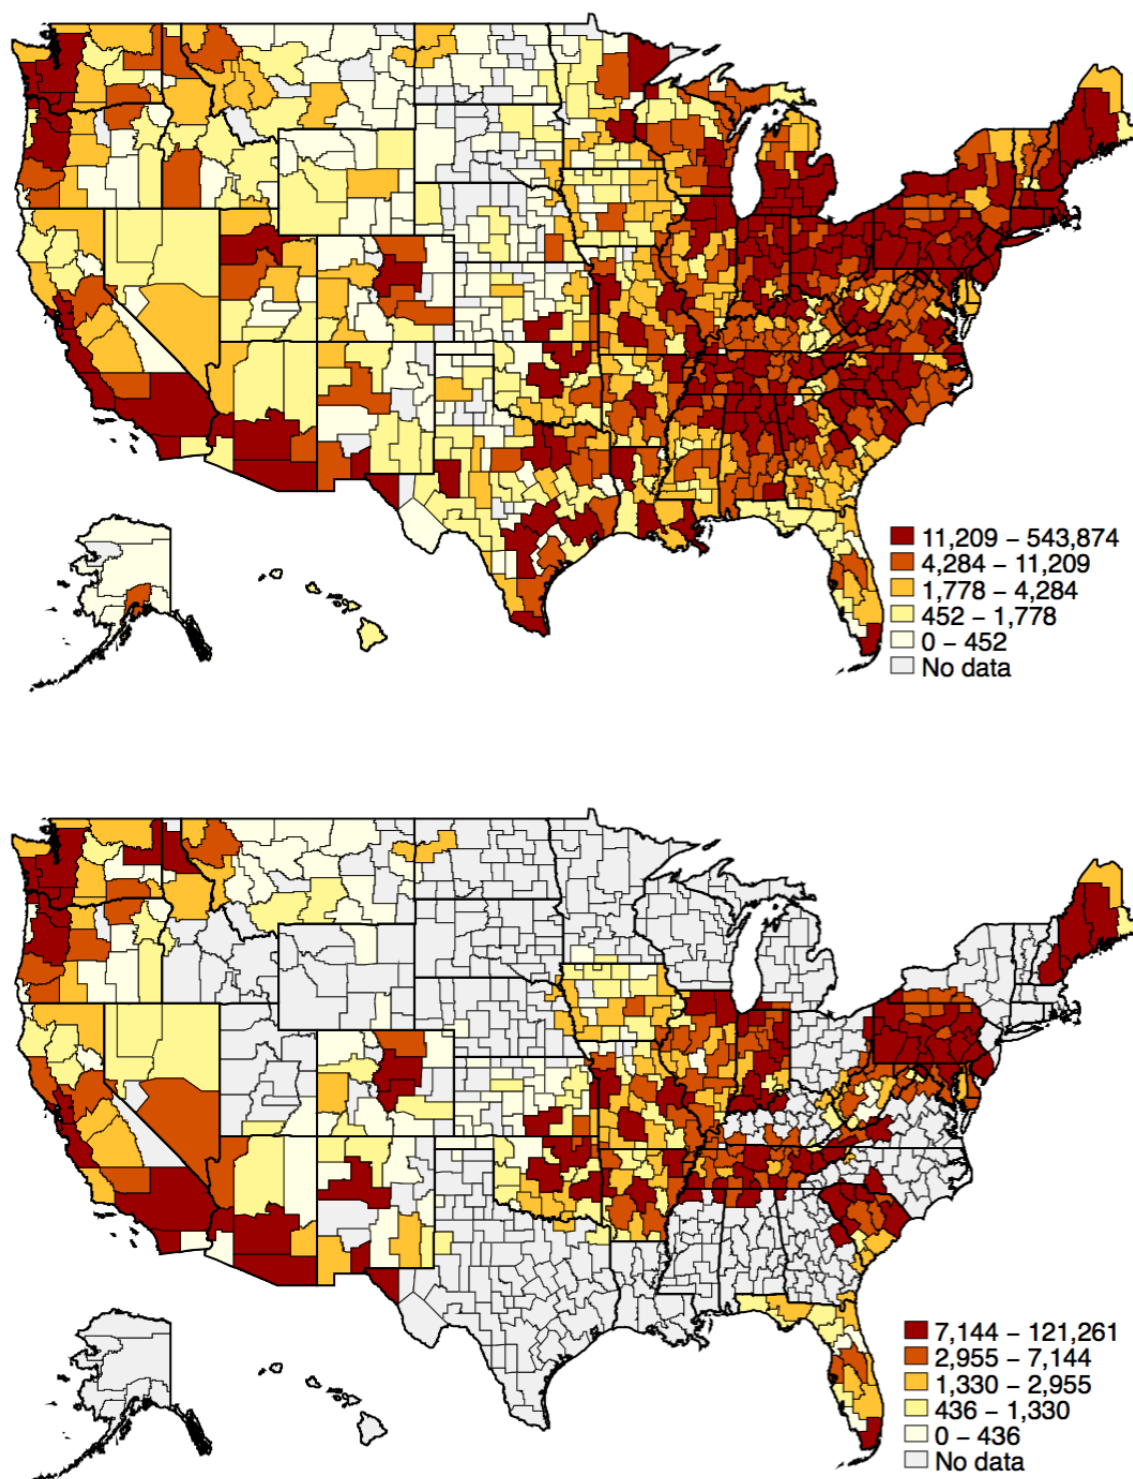 11,209 – 543,874
4,284 – 11,209
1,778 – 4,284
452 – 1,778
0 – 452
No data
7,144 – 121,261
2,955 – 7,144
1,330 – 2,955
436 – 1,330
0 – 436
No data